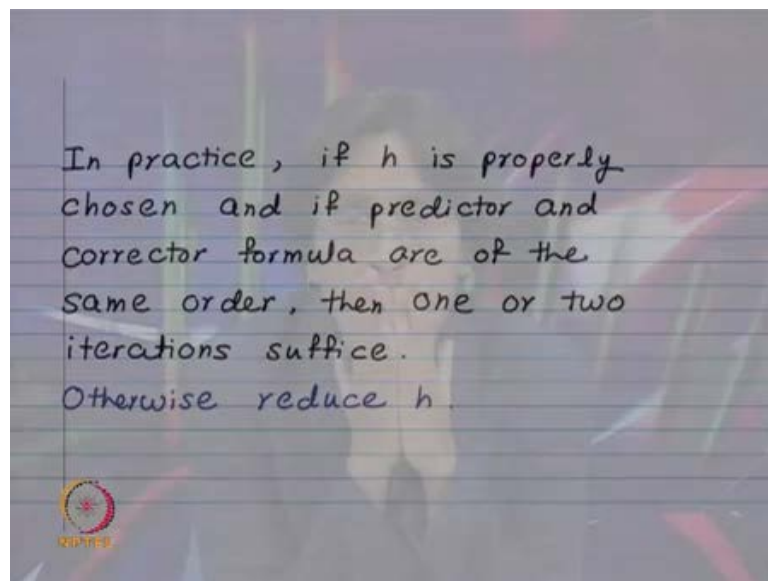 In practice, if h is properly
chosen and if predictor and
corrector formula are of the
same order, then one or two
iterations suffice.
Otherwise reduce h.
NPTEL